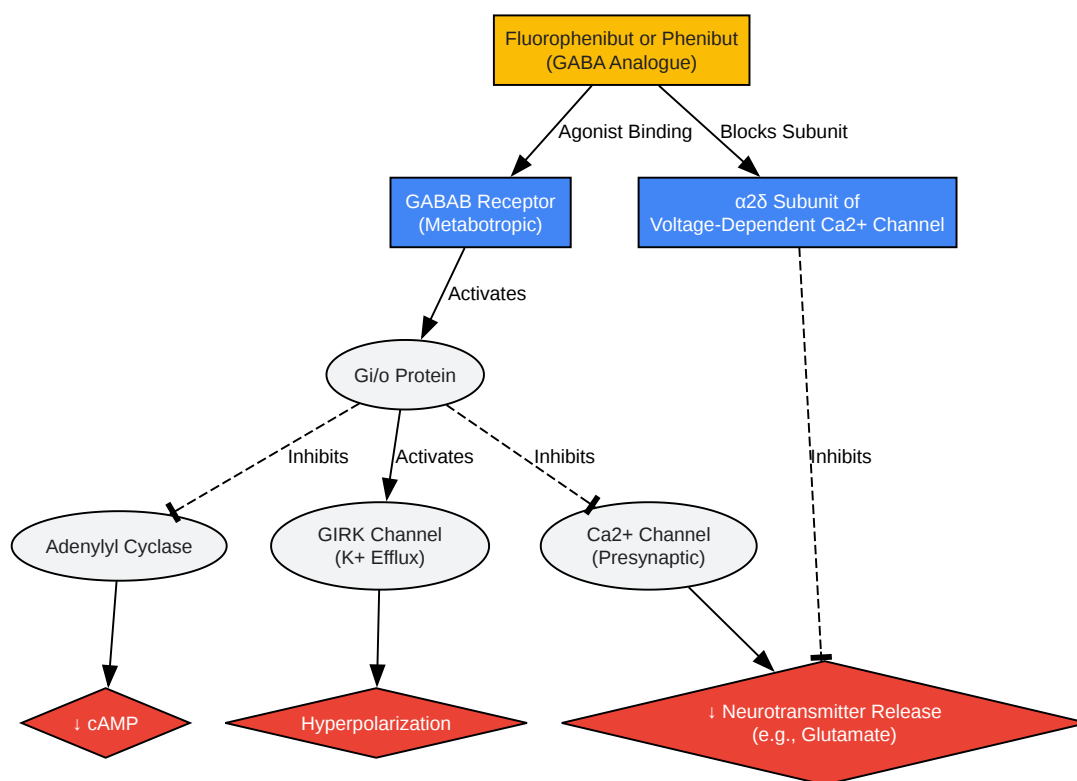 Fluorophenibut or Phenibut
(GABA Analogue)
Agonist Binding
Blocks Subunit
GABAB Receptor
(Metabotropic)
α2δ Subunit of
Voltage-Dependent Ca2+ Channel
Activates
Gi/o Protein
Inhibits
Activates
Inhibits
Inhibits
Adenylyl Cyclase
GIRK Channel
(K+ Efflux)
Ca2+ Channel
(Presynaptic)
↓ cAMP
Hyperpolarization
↓ Neurotransmitter Release
(e.g., Glutamate)